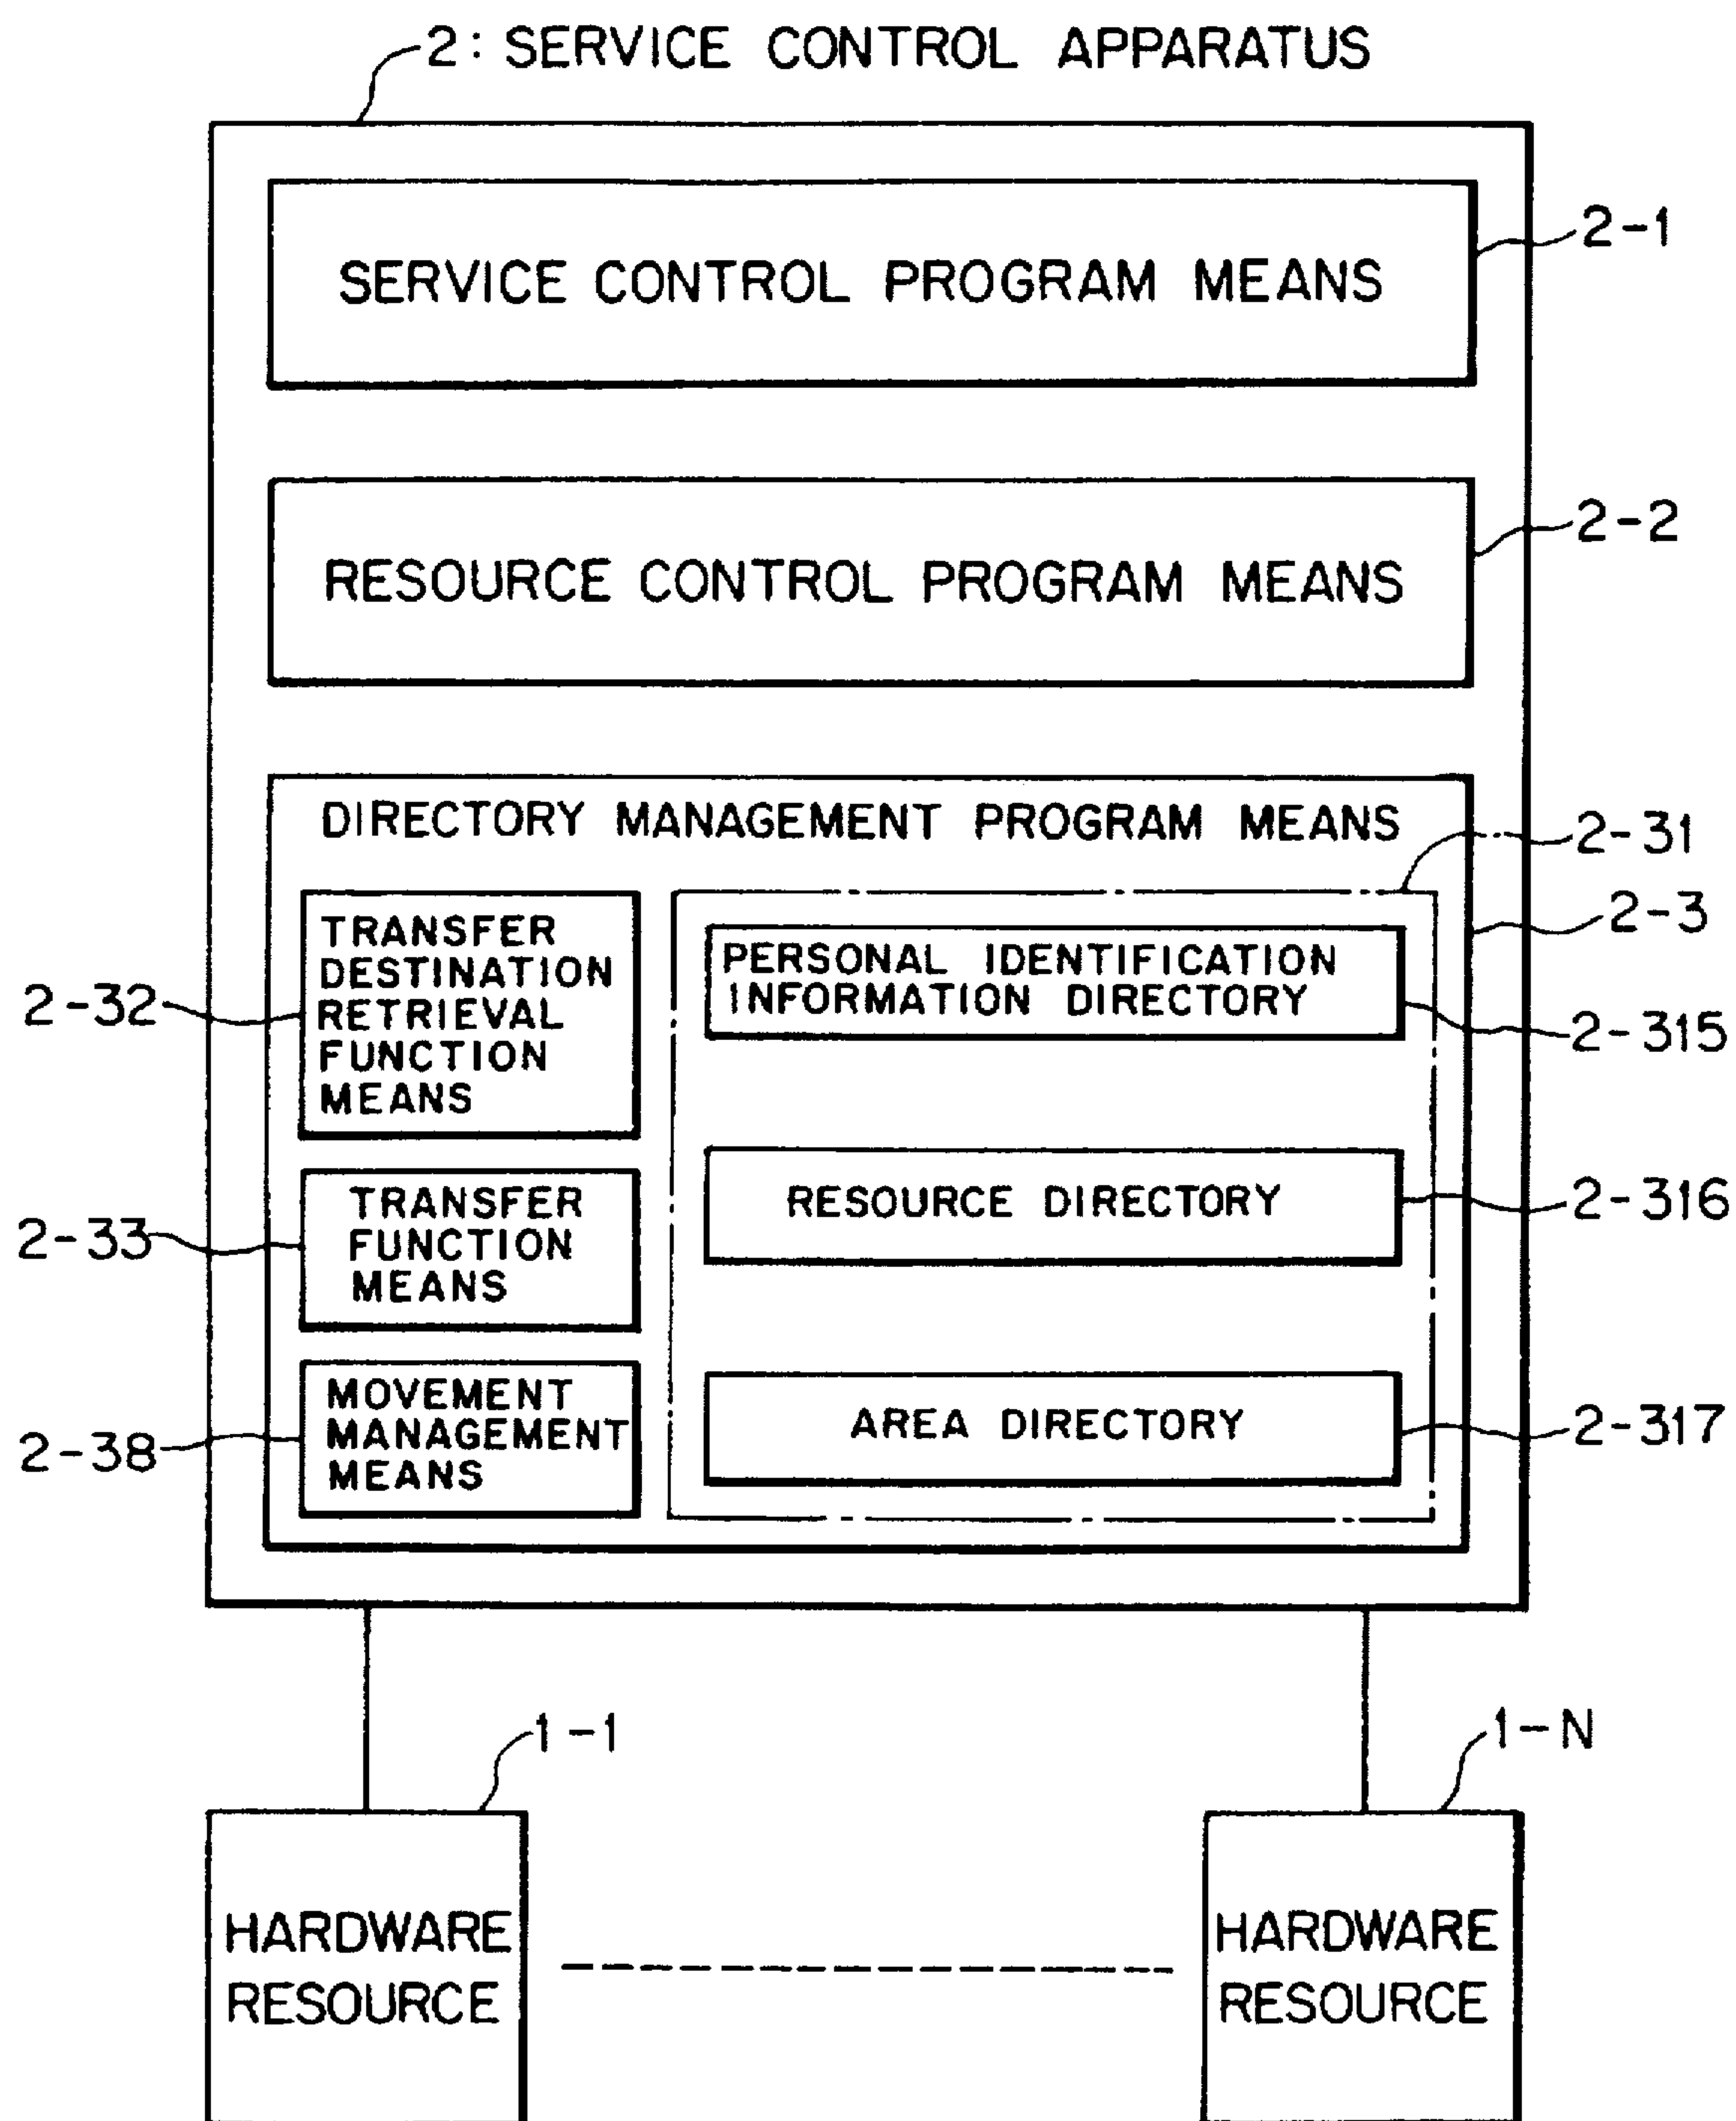 2: SERVICE CONTROL APPARATUS
SERVICE CONTROL PROGRAM MEANS
2-1
RESOURCE CONTROL PROGRAM MEANS
2-2
DIRECTORY MANAGEMENT PROGRAM MEANS
2-31
2-3
TRANSFER
DESTINATION
RETRIEVAL
FUNCTION
MEANS
2-32
PERSONAL IDENTIFICATION
INFORMATION DIRECTORY
2-315
TRANSFER
FUNCTION
MEANS
2-33
RESOURCE DIRECTORY
2-316
MOVEMENT
MANAGEMENT
MEANS
2-38
AREA DIRECTORY
2-317
1-1
1-N
HARDWARE
RESOURCE
HARDWARE
RESOURCE